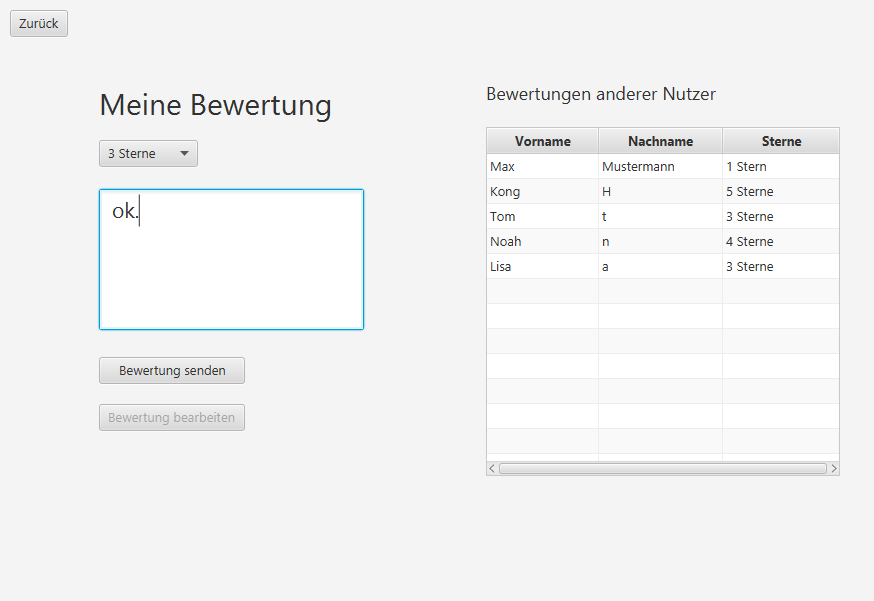 Zurück
Meine Bewertung
3 Sterne
ok.
Bewertung senden
Bewertung bearbeiten
Bewertungen anderer Nutzer
Vorname Nachname Sterne
Max Mustermann 1 Stern
Kong H 5 Sterne
Tom t 3 Sterne
Noah n 4 Sterne
Lisa a 3 Sterne